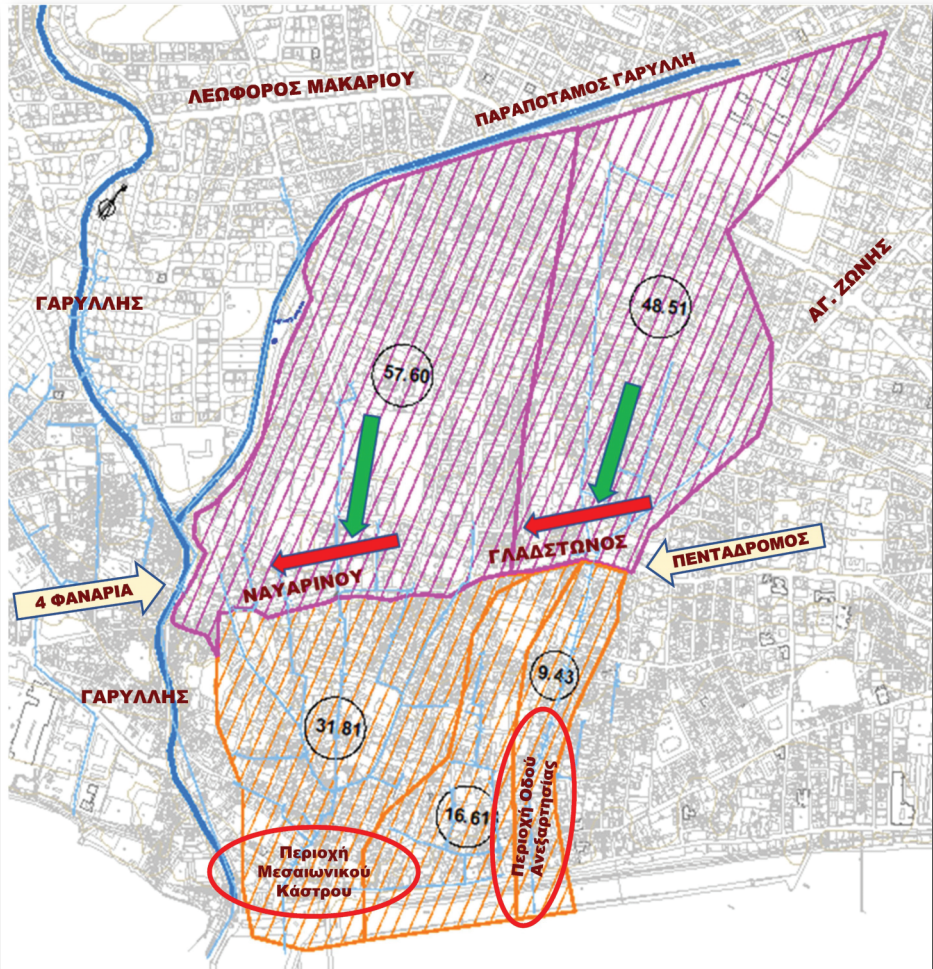 ΛΕΩΦΟΡΟΣ ΜΑΚΑΡΙΟΥ
ΠΑΡΑΠΟΤΑΜΟΣ ΓΑΡΥΛΛΗ
ΑΓ. ΖΩΝΗΣ
ΓΑΡΥΛΛΗΣ
48.51
57.60
ΓΛΑΔΣΤΩΝΟΣ
ΠΕΝΤΑΔΡΟΜΟΣ
ΝΑΥΑΡΙΝΟΥ
4 ΦΑΝΑΡΙΑ
ΓΑΡΥΛΛΗΣ
9.43
31.81
16.61
Περιοχή Οδού
Ανεξαρτησίας
Περιοχή
Μεσαιωνικού
Κάστρου